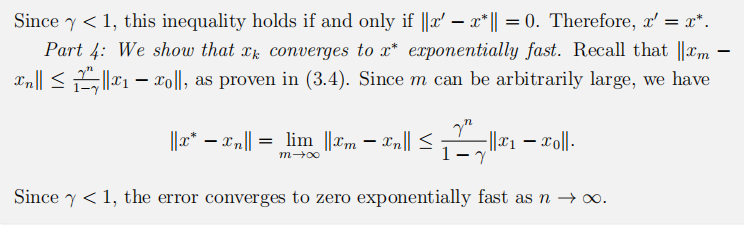 Since γ < 1, this inequality holds if and only if ‖x′ − x*‖ = 0. Therefore, x′ = x*.
Part 4: We show that x_k converges to x* exponentially fast. Recall that ‖x_m −
x_n‖ ≤ γ^n/(1−γ) ‖x_1 − x_0‖, as proven in (3.4). Since m can be arbitrarily large, we have
‖x* − x_n‖ = lim_{m→∞} ‖x_m − x_n‖ ≤ γ^n/(1 − γ) ‖x_1 − x_0‖.
Since γ < 1, the error converges to zero exponentially fast as n → ∞.